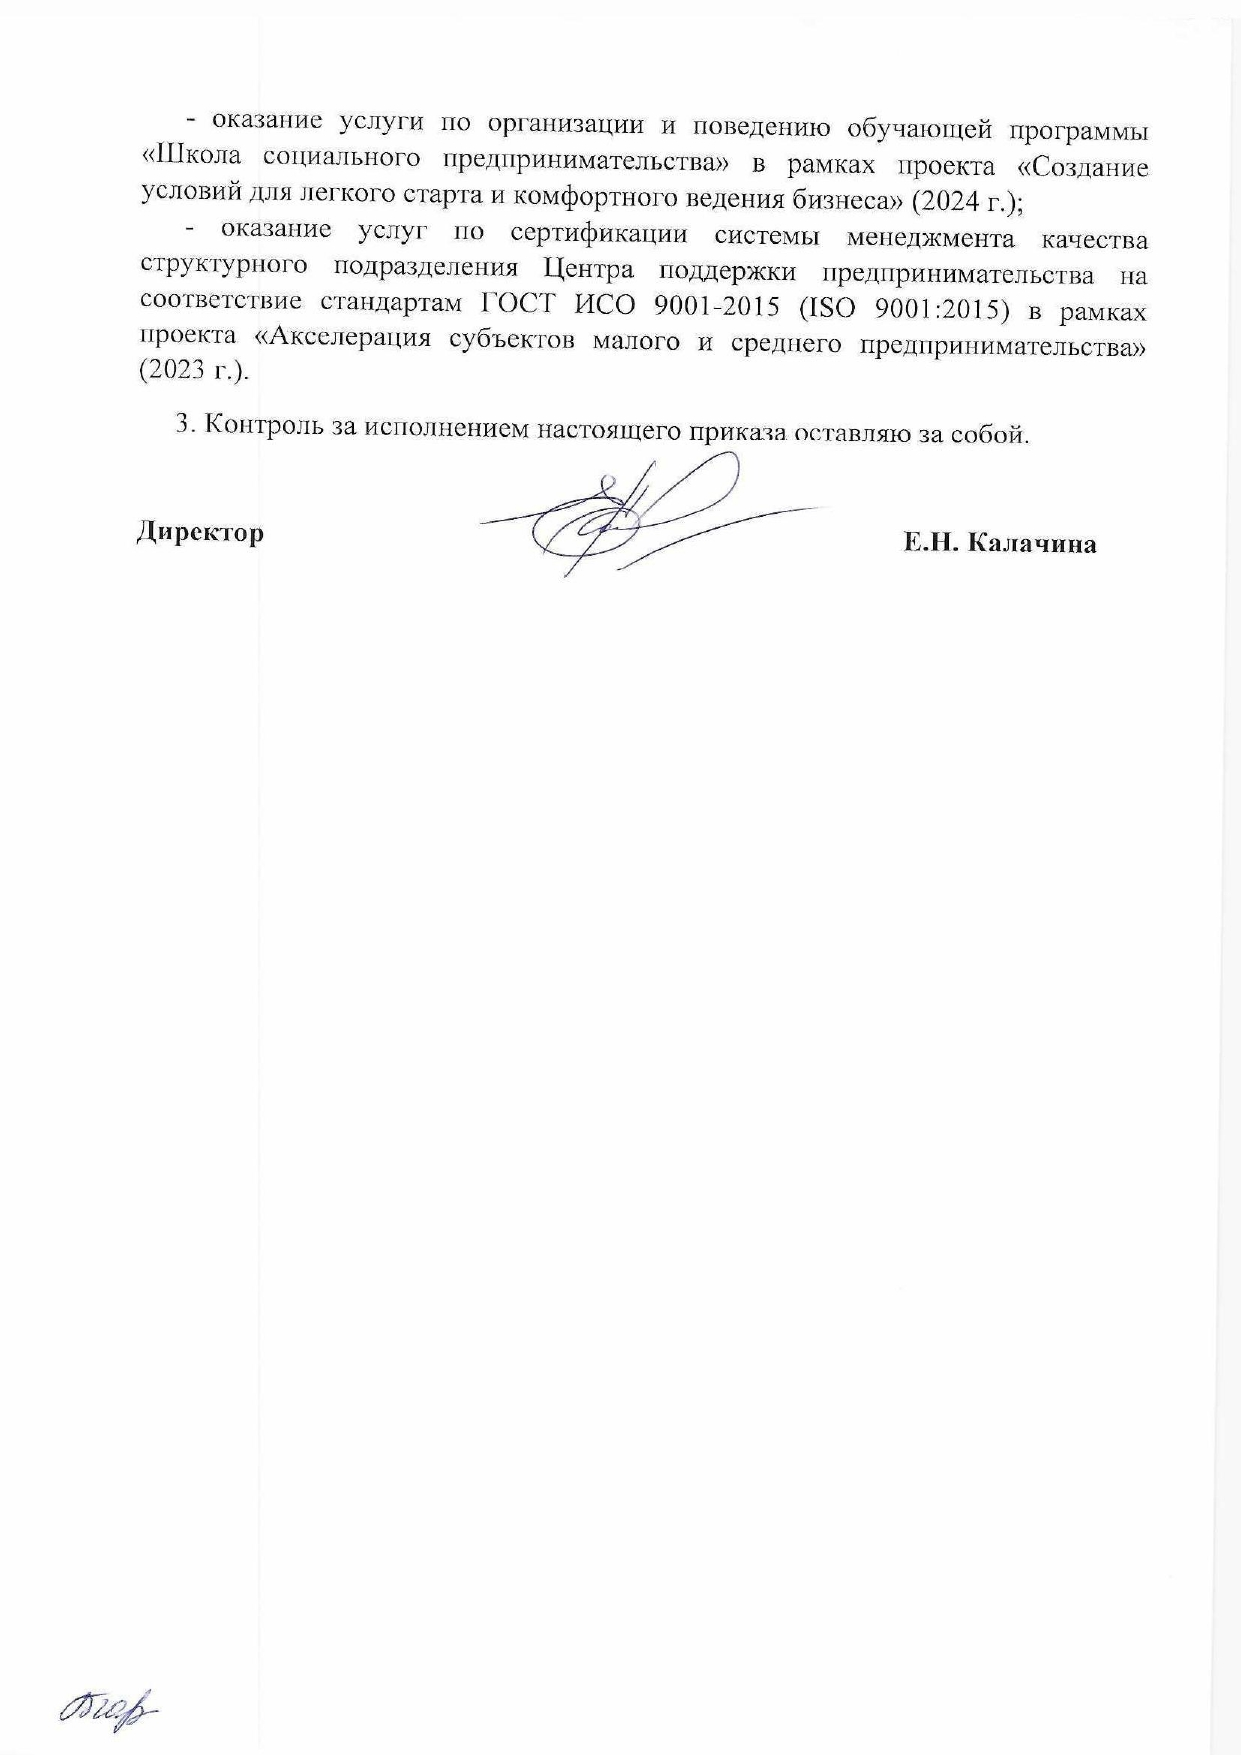 - оказание услуги по организации и поведению обучающей программы
«Школа социального предпринимательства» в рамках проекта «Создание
условий для легкого старта и комфортного ведения бизнеса» (2024 г.);
- оказание услуг по сертификации системы менеджмента качества
структурного подразделения Центра поддержки предпринимательства на
соответствие стандартам ГОСТ ИСО 9001-2015 (ISO 9001:2015) в рамках
проекта «Акселерация субъектов малого и среднего предпринимательства»
(2023 г.).
3. Контроль за исполнением настоящего приказа оставляю за собой.
Директор
Е.Н. Калачина